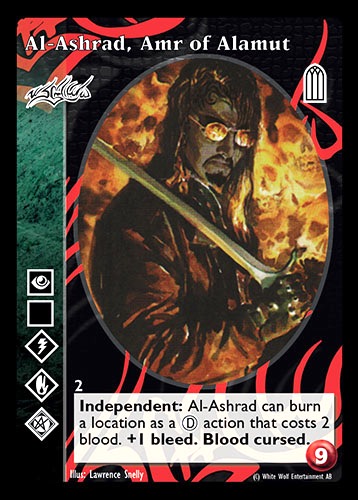 Al-Ashrad, Amr of Alamut
2
Independent: Al-Ashrad can burn
a location as a Ⓓ action that costs 2
blood. +1 bleed. Blood cursed.
9
Illus: Lawrence Snelly
(C) White Wolf Entertainment AB